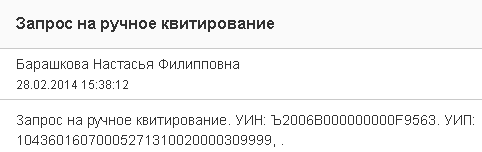 Запрос на ручное квитирование
Барашкова Настасья Филипповна
28.02.2014 15:38:12
Запрос на ручное квитирование. УИН: Ъ2006В000000000F9563. УИП:
10436016070005271310020000309999, .